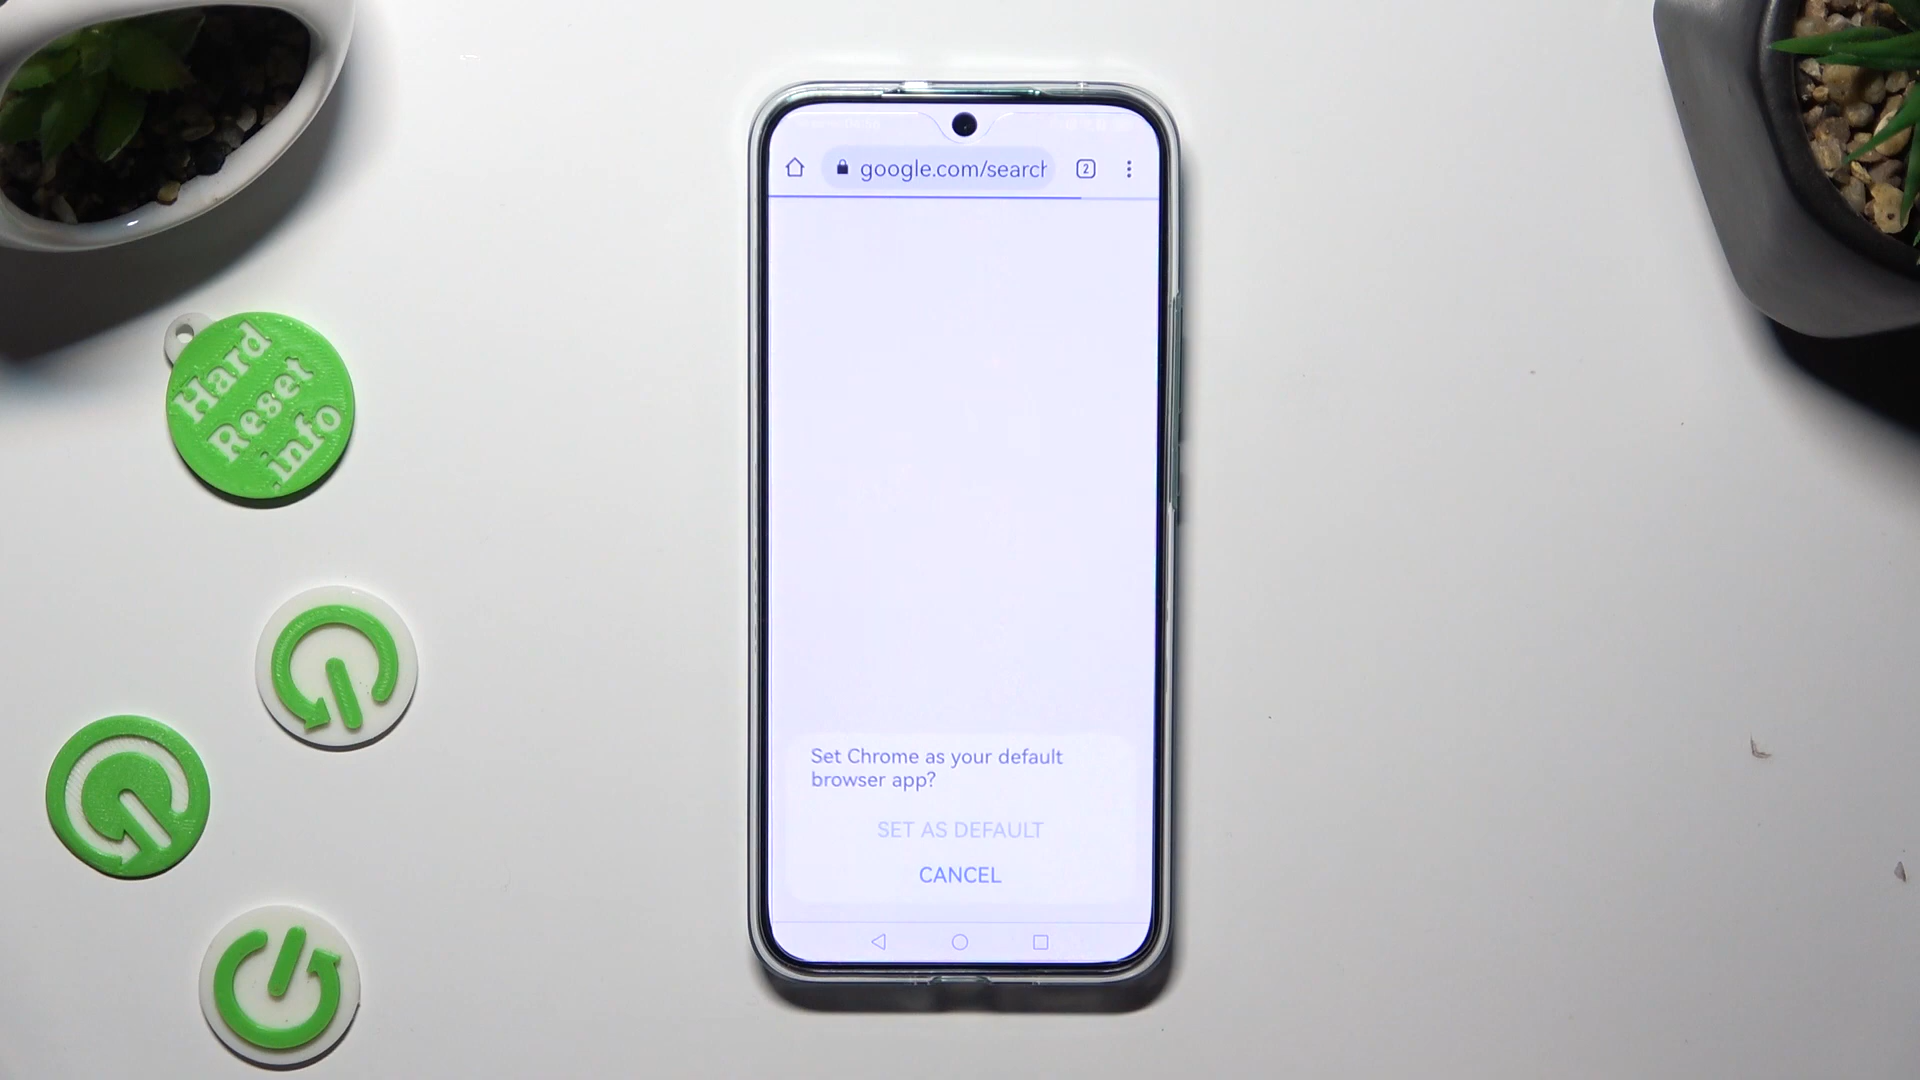 google.com/search
2
Hard
Reset
.info
Set Chrome as your default
browser app?
SET AS DEFAULT
CANCEL